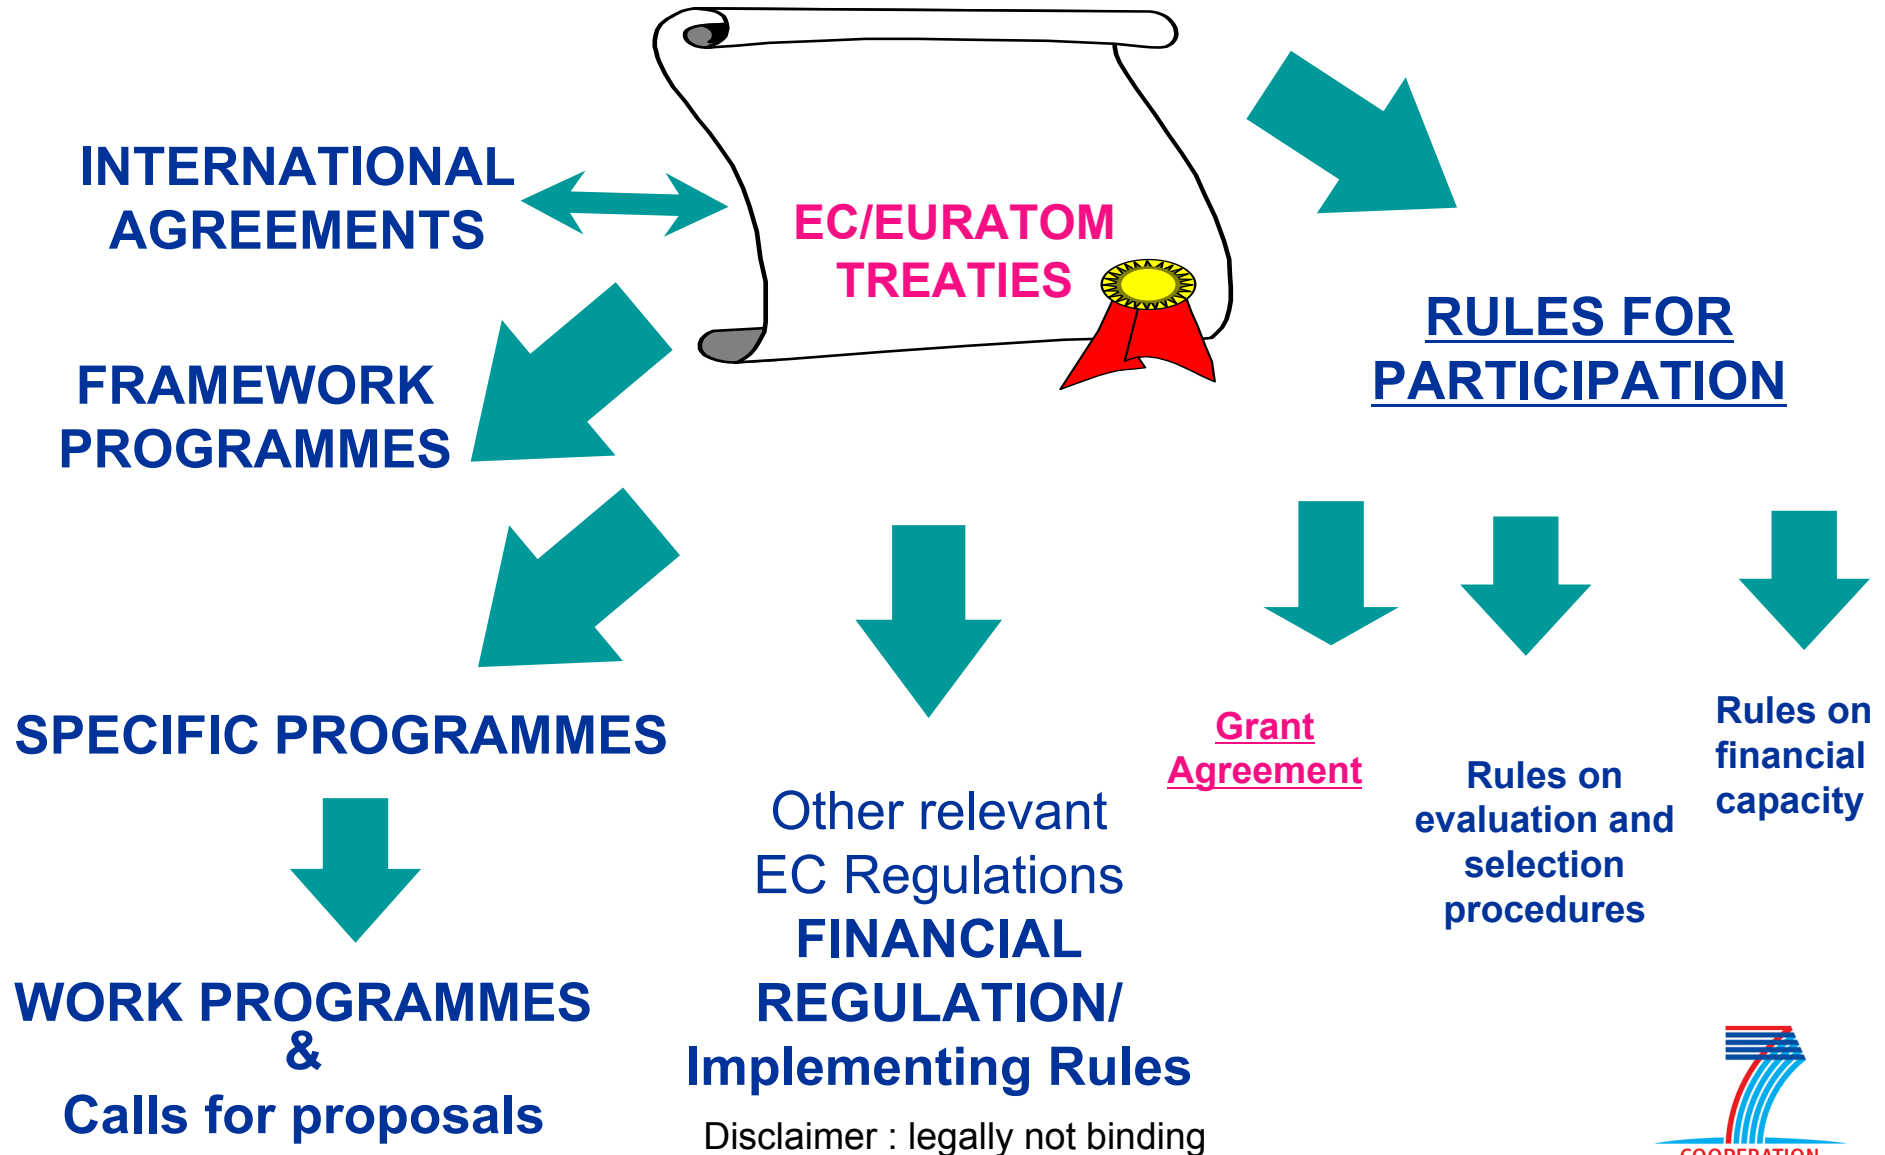 INTERNATIONAL
AGREEMENTS
EC/EURATOM
TREATIES
RULES FOR
PARTICIPATION
FRAMEWORK
PROGRAMMES
SPECIFIC PROGRAMMES
WORK PROGRAMMES
&
Calls for proposals
Other relevant
EC Regulations
FINANCIAL
REGULATION/
Implementing Rules
Grant
Agreement
Rules on
evaluation and
selection
procedures
Rules on
financial
capacity
Disclaimer : legally not binding
7
COOPERATION